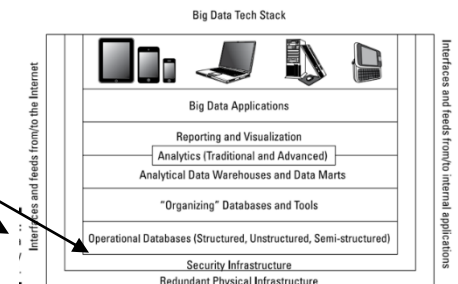 Big Data Tech Stack
Interfaces and feeds from/to the Internet
Interfaces and feeds from/to internal applications
Big Data Applications
Reporting and Visualization
Analytics (Traditional and Advanced)
Analytical Data Warehouses and Data Marts
"Organizing" Databases and Tools
Operational Databases (Structured, Unstructured, Semi-structured)
Security Infrastructure
Redundant Physical Infrastructure